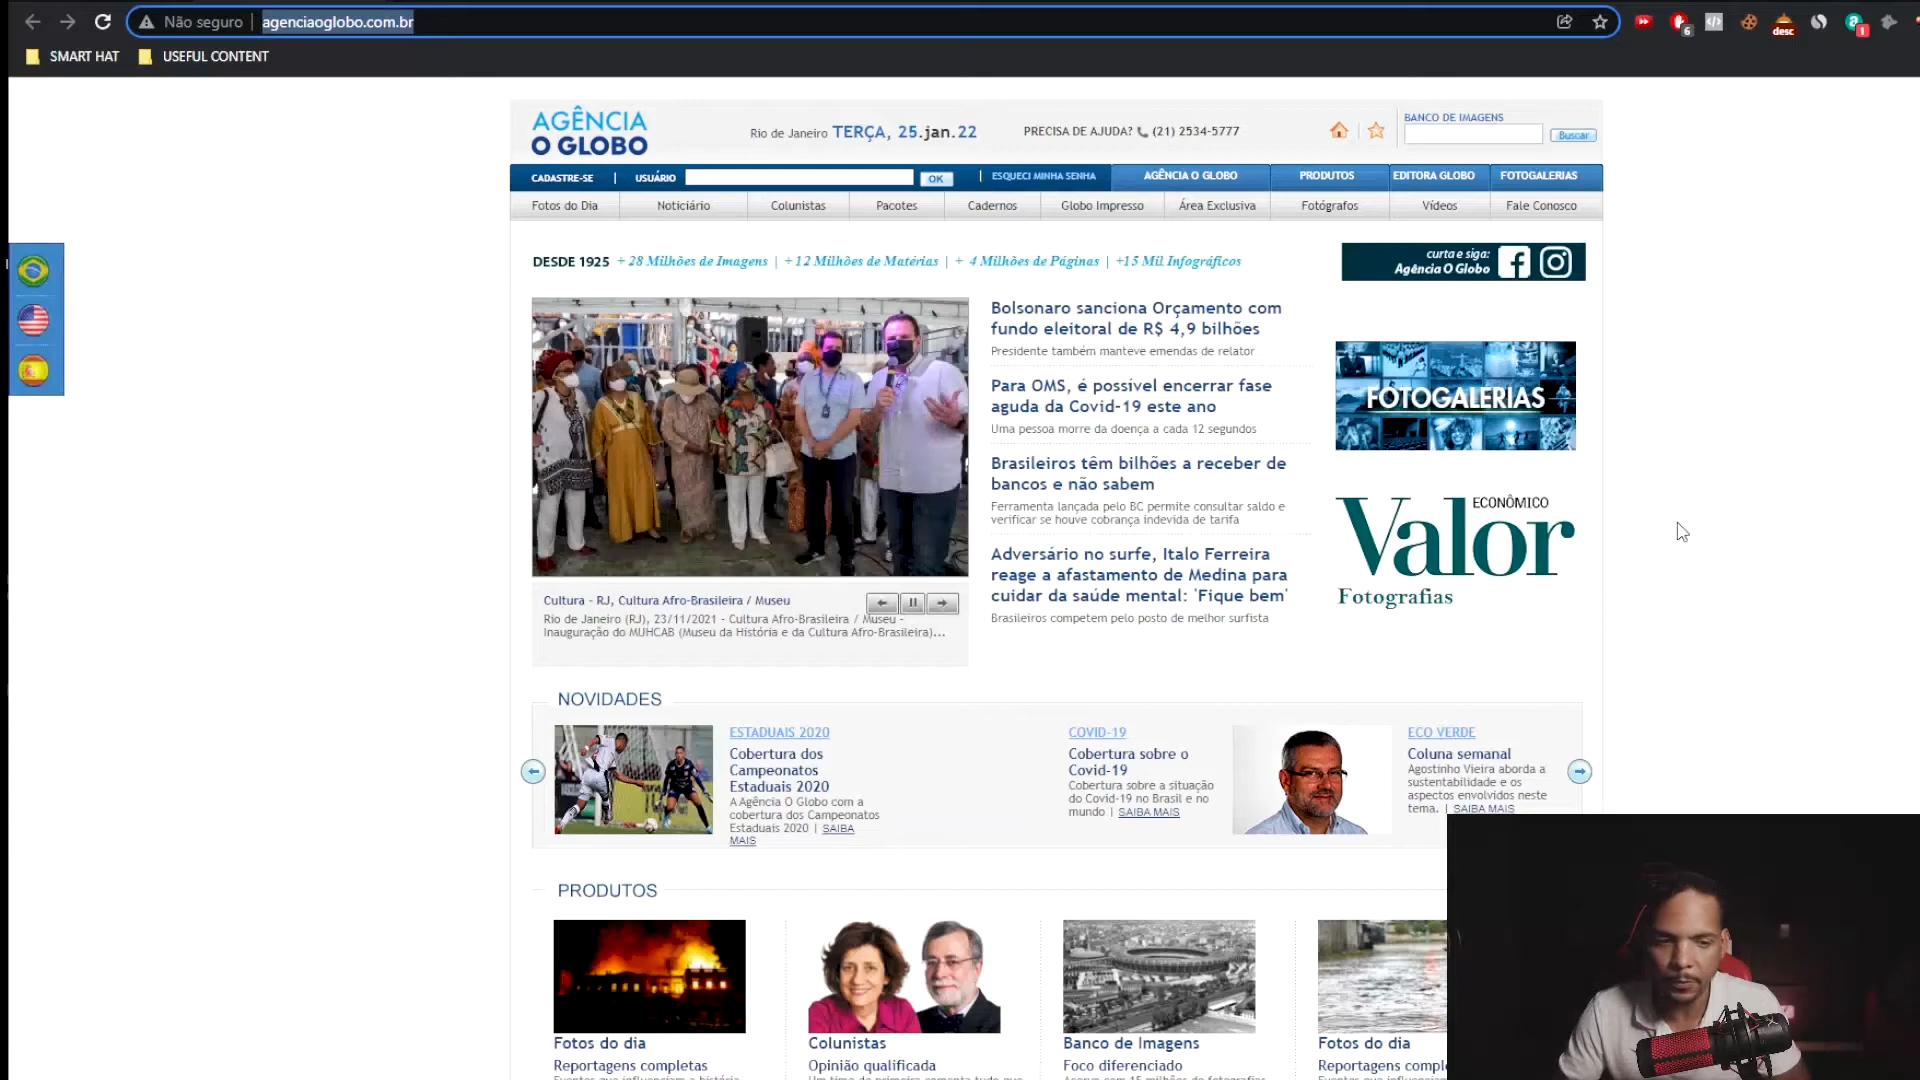 Não seguro | agenciaoglobo.com.br
6
desc
1
SMART HAT
USEFUL CONTENT
AGÊNCIA
O GLOBO
Rio de Janeiro TERÇA, 25.jan.22
PRECISA DE AJUDA? (21) 2534-5777
BANCO DE IMAGENS
Buscar
CADASTRE-SE | USUÁRIO
OK
| ESQUECI MINHA SENHA
AGÊNCIA O GLOBO
PRODUTOS
EDITORA GLOBO
FOTOGALERIAS
Fotos do Dia
Noticiário
Colunistas
Pacotes
Cadernos
Globo Impresso
Área Exclusiva
Fotógrafos
Vídeos
Fale Conosco
DESDE 1925 + 28 Milhões de Imagens | + 12 Milhões de Matérias | + 4 Milhões de Páginas | +15 Mil Infográficos
curta e siga:
Agência O Globo
Bolsonaro sanciona Orçamento com
fundo eleitoral de R$ 4,9 bilhões
Presidente também manteve emendas de relator
Para OMS, é possível encerrar fase
aguda da Covid-19 este ano
Uma pessoa morre da doença a cada 12 segundos
Brasileiros têm bilhões a receber de
bancos e não sabem
Ferramenta lançada pelo BC permite consultar saldo e
verificar se houve cobrança indevida de tarifa
Adversário no surfe, Italo Ferreira
reage a afastamento de Medina para
cuidar da saúde mental: 'Fique bem'
Brasileiros competem pelo posto de melhor surfista
FOTOGALERIAS
Valor
ECONÔMICO
Fotografias
Cultura - RJ, Cultura Afro-Brasileira / Museu
Rio de Janeiro (RJ), 23/11/2021 - Cultura Afro-Brasileira / Museu -
Inauguração do MUHCAB (Museu da História e da Cultura Afro-Brasileira)...
NOVIDADES
ESTADUAIS 2020
Cobertura dos
Campeonatos
Estaduais 2020
A Agência O Globo com a
cobertura dos Campeonatos
Estaduais 2020 | SAIBA
MAIS
COVID-19
Cobertura sobre o
Covid-19
Cobertura sobre a situação
do Covid-19 no Brasil e no
mundo | SAIBA MAIS
ECO VERDE
Coluna semanal
Agostinho Vieira aborda a
sustentabilidade e os
aspectos envolvidos neste
tema. | SAIBA MAIS
PRODUTOS
Fotos do dia
Reportagens completas
Colunistas
Opinião qualificada
Banco de Imagens
Foco diferenciado
Fotos do dia
Reportagens compl